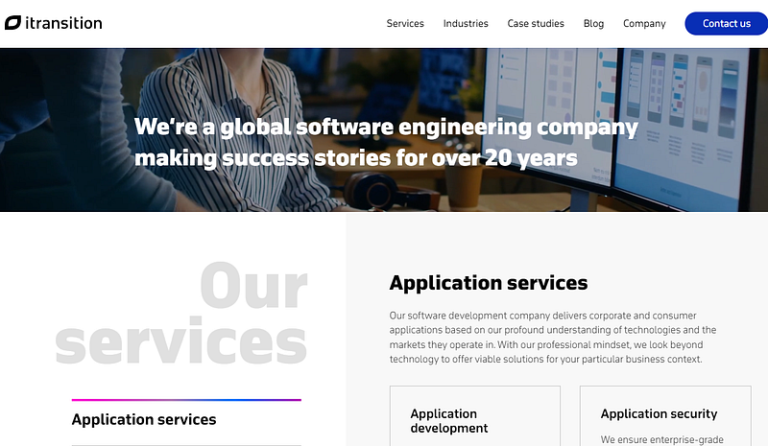 itransition
Services Industries Case studies Blog Company Contact us
We're a global software engineering company
making success stories for over 20 years
Our
services
Application services
Application services
Our software development company delivers corporate and consumer
applications based on our profound understanding of technologies and the
markets they operate in. With our professional mindset, we look beyond
technology to offer viable solutions for your particular business context.
Application
development
Application security
We ensure enterprise-grade